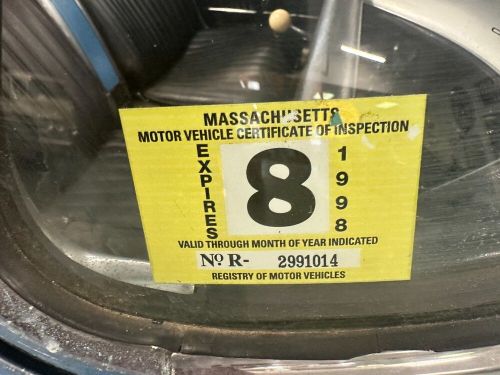 MASSACHUSETTS
MOTOR VEHICLE CERTIFICATE OF INSPECTION
EXPIRES
8
1998
VALID THROUGH MONTH OF YEAR INDICATED
Nº R- 2991014
REGISTRY OF MOTOR VEHICLES